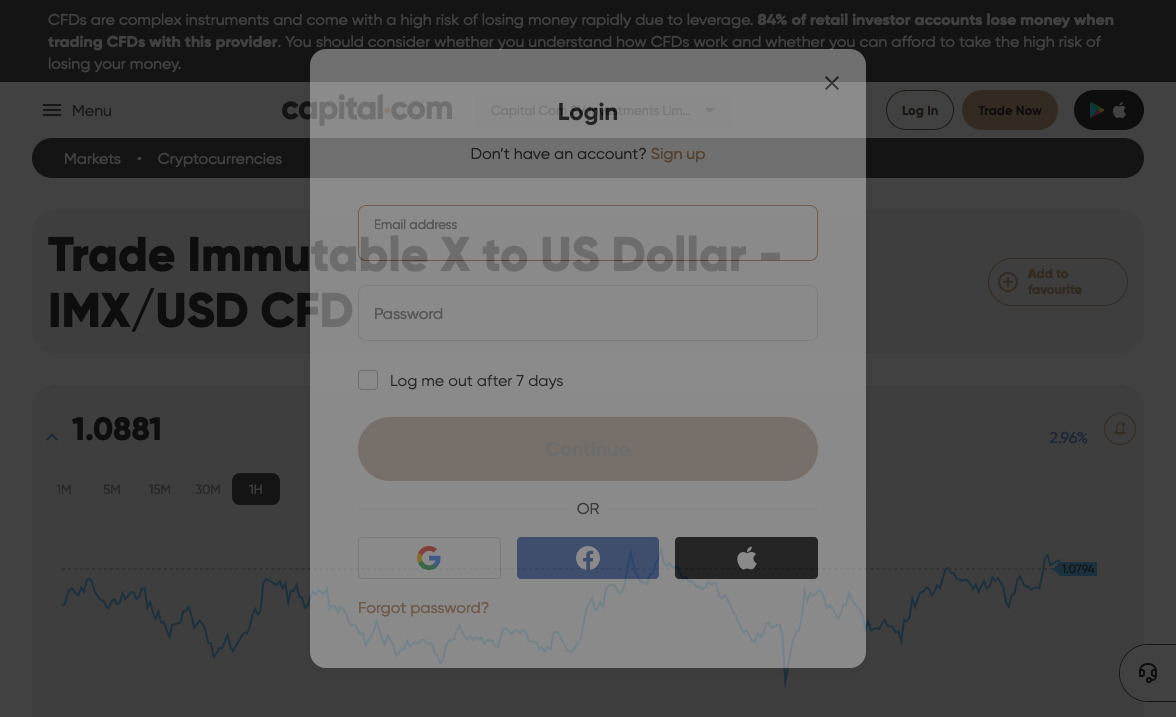 CFDs are complex instruments and come with a high risk of losing money rapidly due to leverage. 84% of retail investor accounts lose money when
trading CFDs with this provider. You should consider whether you understand how CFDs work and whether you can afford to take the high risk of
losing your money.
Menu
capital.com
Capital Com
tments Lim...
Log In
Trade Now
Login
Markets
Cryptocurrencies
Don't have an account? Sign up
Email address
Trade Immutable X to US Dollar -
IMX/USD CFD
Add to
favourite
Password
Log me out after 7 days
1.0881
2.96%
Continue
1M 5M 15M 30M 1H
OR
1.0794
Forgot password?